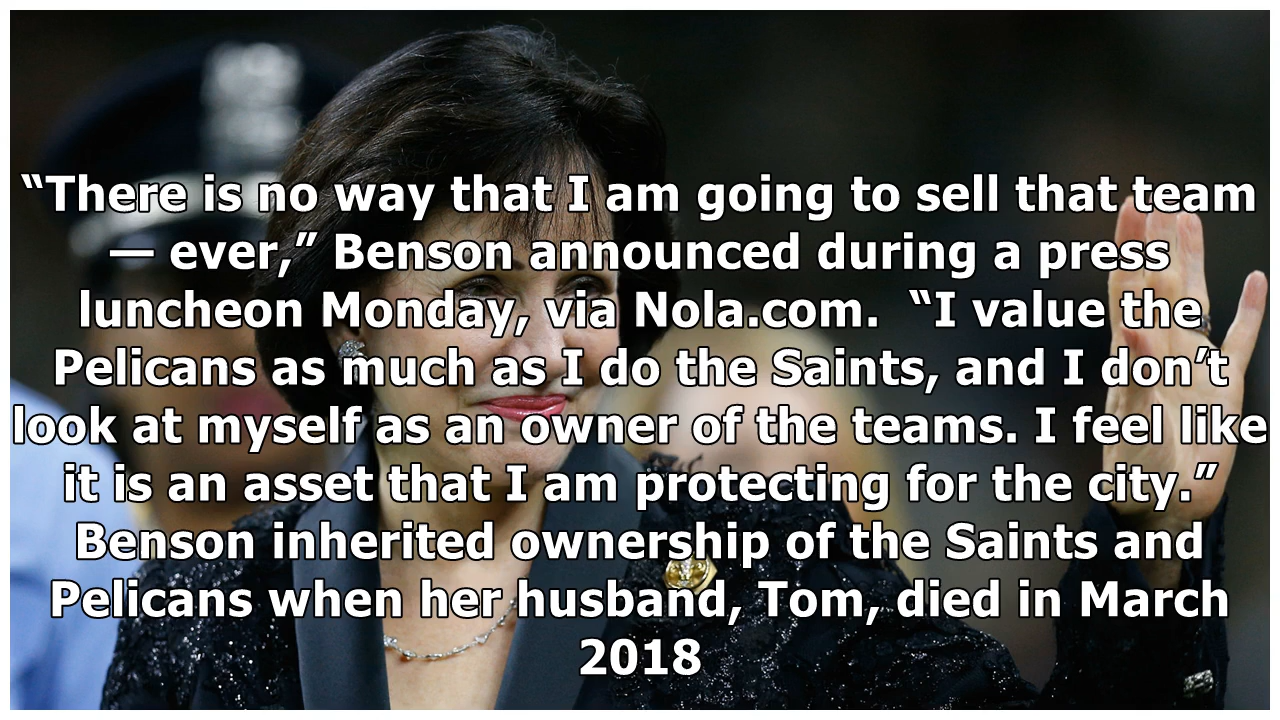 “There is no way that I am going to sell that team
— ever,” Benson announced during a press
luncheon Monday, via Nola.com.  “I value the
Pelicans as much as I do the Saints, and I don’t
look at myself as an owner of the teams. I feel like
it is an asset that I am protecting for the city.”
Benson inherited ownership of the Saints and
Pelicans when her husband, Tom, died in March
2018